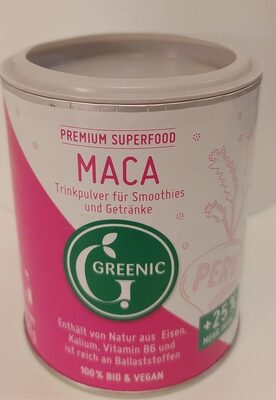 PREMIUM SUPERFOOD
MACA
Trinkpulver für Smoothies
und Getränke
GREENIC
PERU
+25%
MEHR
Enthält von Natur aus Eisen,
Kalium, Vitamin B6 und
ist reich an Ballaststoffen
100% BIO & VEGAN